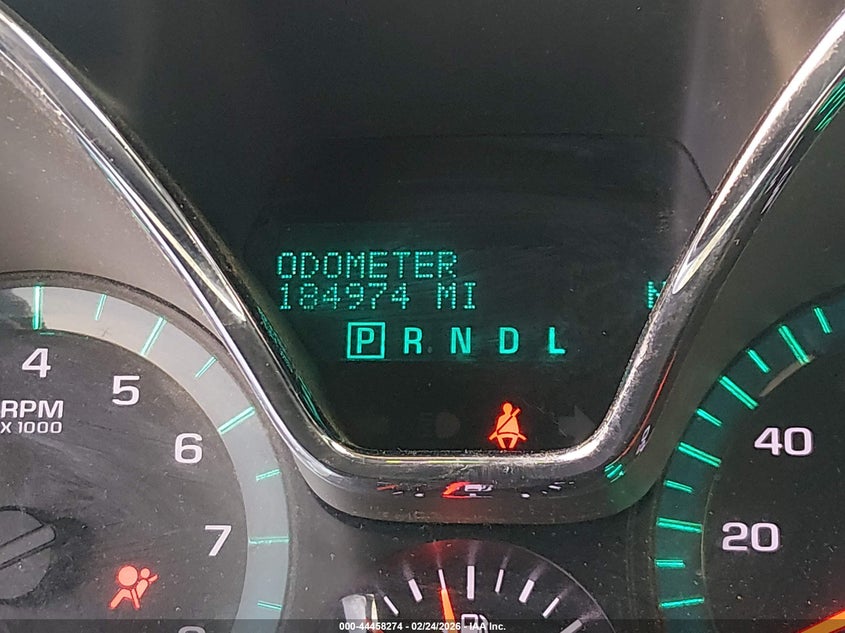 ODOMETER
184974 MI
P R N D L
4
5
RPM
X 1000
6
7
40
20
000-44458274 - 02/24/2026 - IAA Inc.